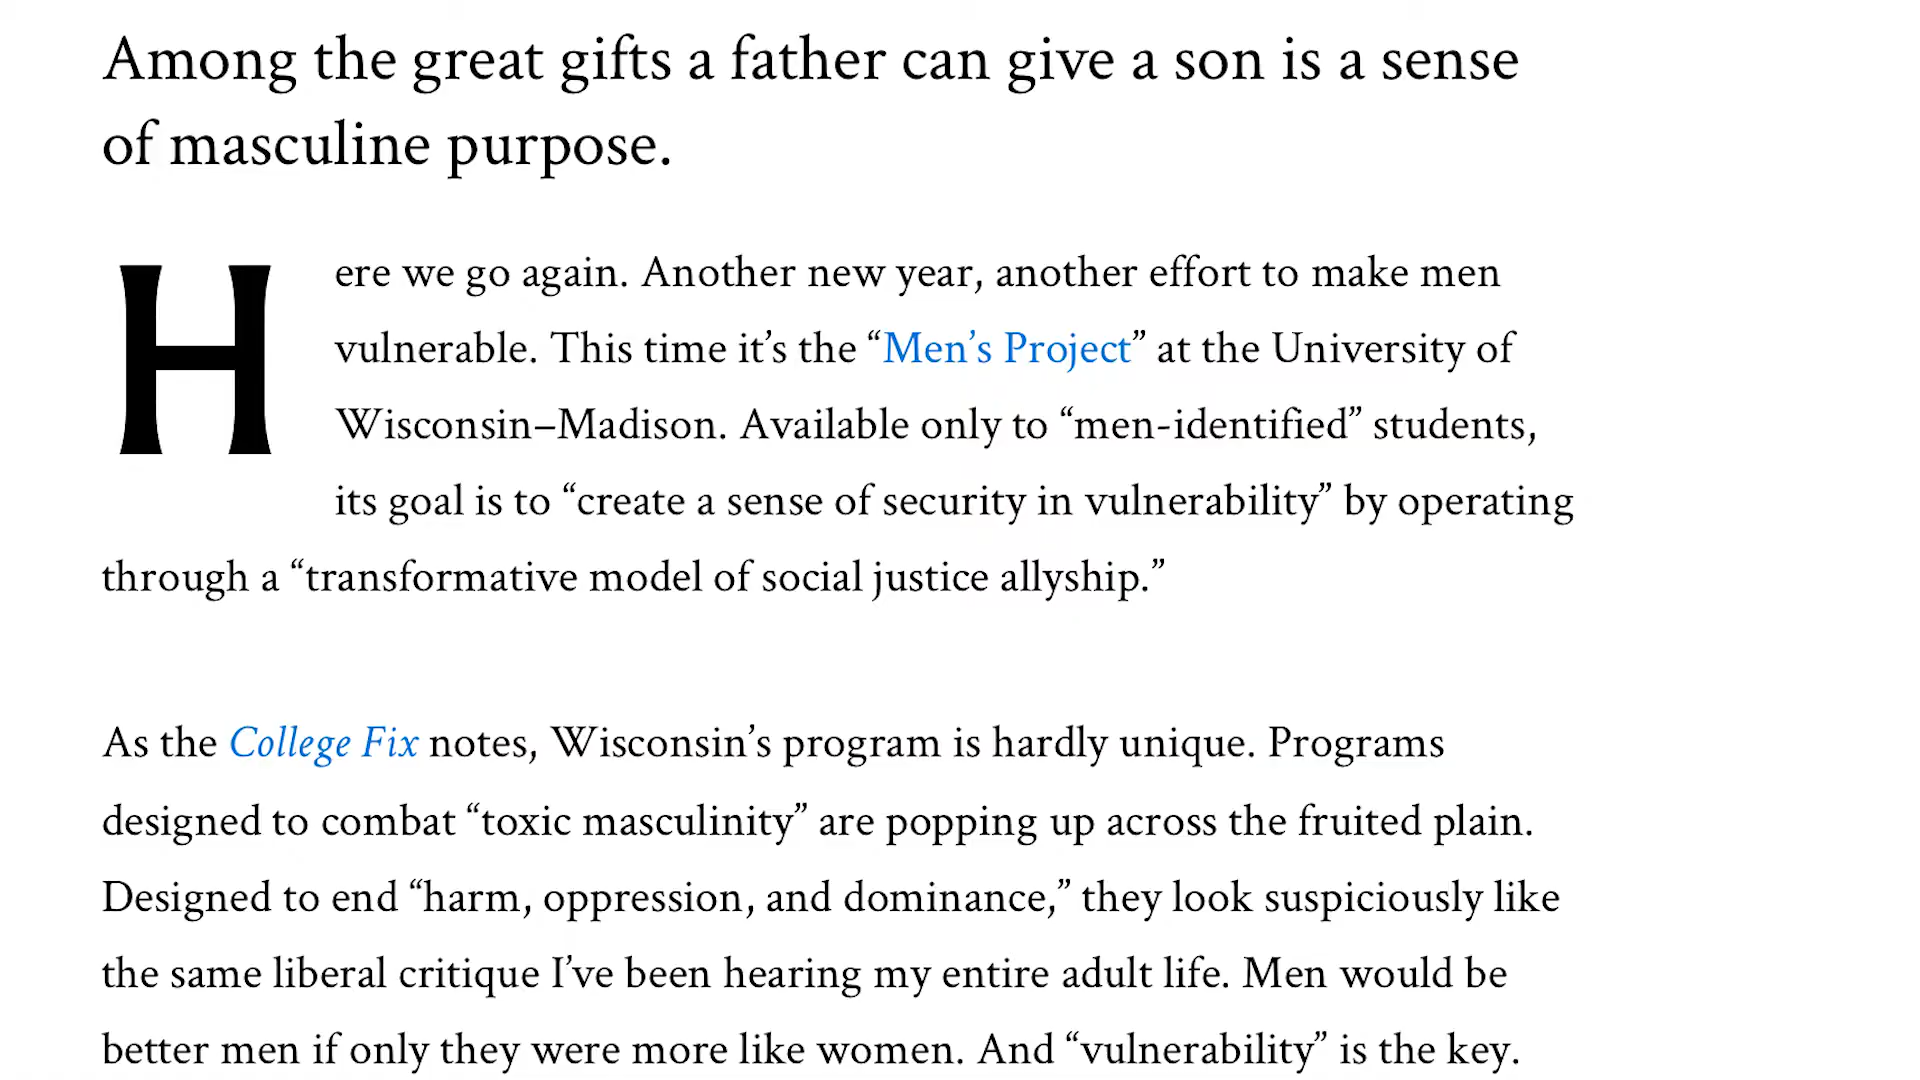 Among the great gifts a father can give a son is a sense
of masculine purpose.
Here we go again. Another new year, another effort to make men
vulnerable. This time it’s the “Men’s Project” at the University of
Wisconsin–Madison. Available only to “men-identified” students,
its goal is to “create a sense of security in vulnerability” by operating
through a “transformative model of social justice allyship.”
As the College Fix notes, Wisconsin’s program is hardly unique. Programs
designed to combat “toxic masculinity” are popping up across the fruited plain.
Designed to end “harm, oppression, and dominance,” they look suspiciously like
the same liberal critique I’ve been hearing my entire adult life. Men would be
better men if only they were more like women. And “vulnerability” is the key.